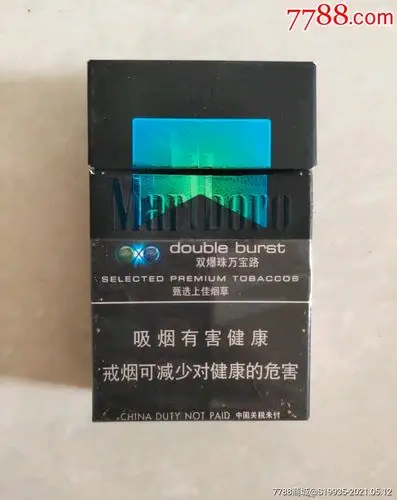 7788.com
Marlboro
double burst
双爆珠万宝路
SELECTED PREMIUM TOBACCOS
甄选上佳烟草
吸烟有害健康
戒烟可减少对健康的危害
CHINA DUTY NOT PAID 中国关税未付
7788商城@819935-2021.05.12